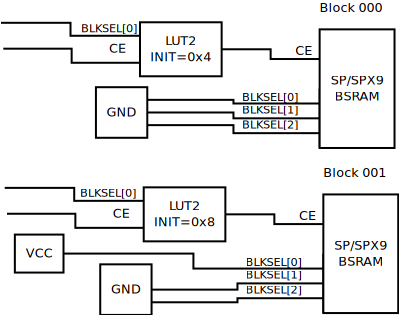 Block 000
BLKSEL[0]
CE
LUT2
INIT=0x4
CE
SP/SPX9
BSRAM
GND
BLKSEL[0]
BLKSEL[1]
BLKSEL[2]
Block 001
BLKSEL[0]
CE
LUT2
INIT=0x8
CE
SP/SPX9
BSRAM
VCC
GND
BLKSEL[0]
BLKSEL[1]
BLKSEL[2]